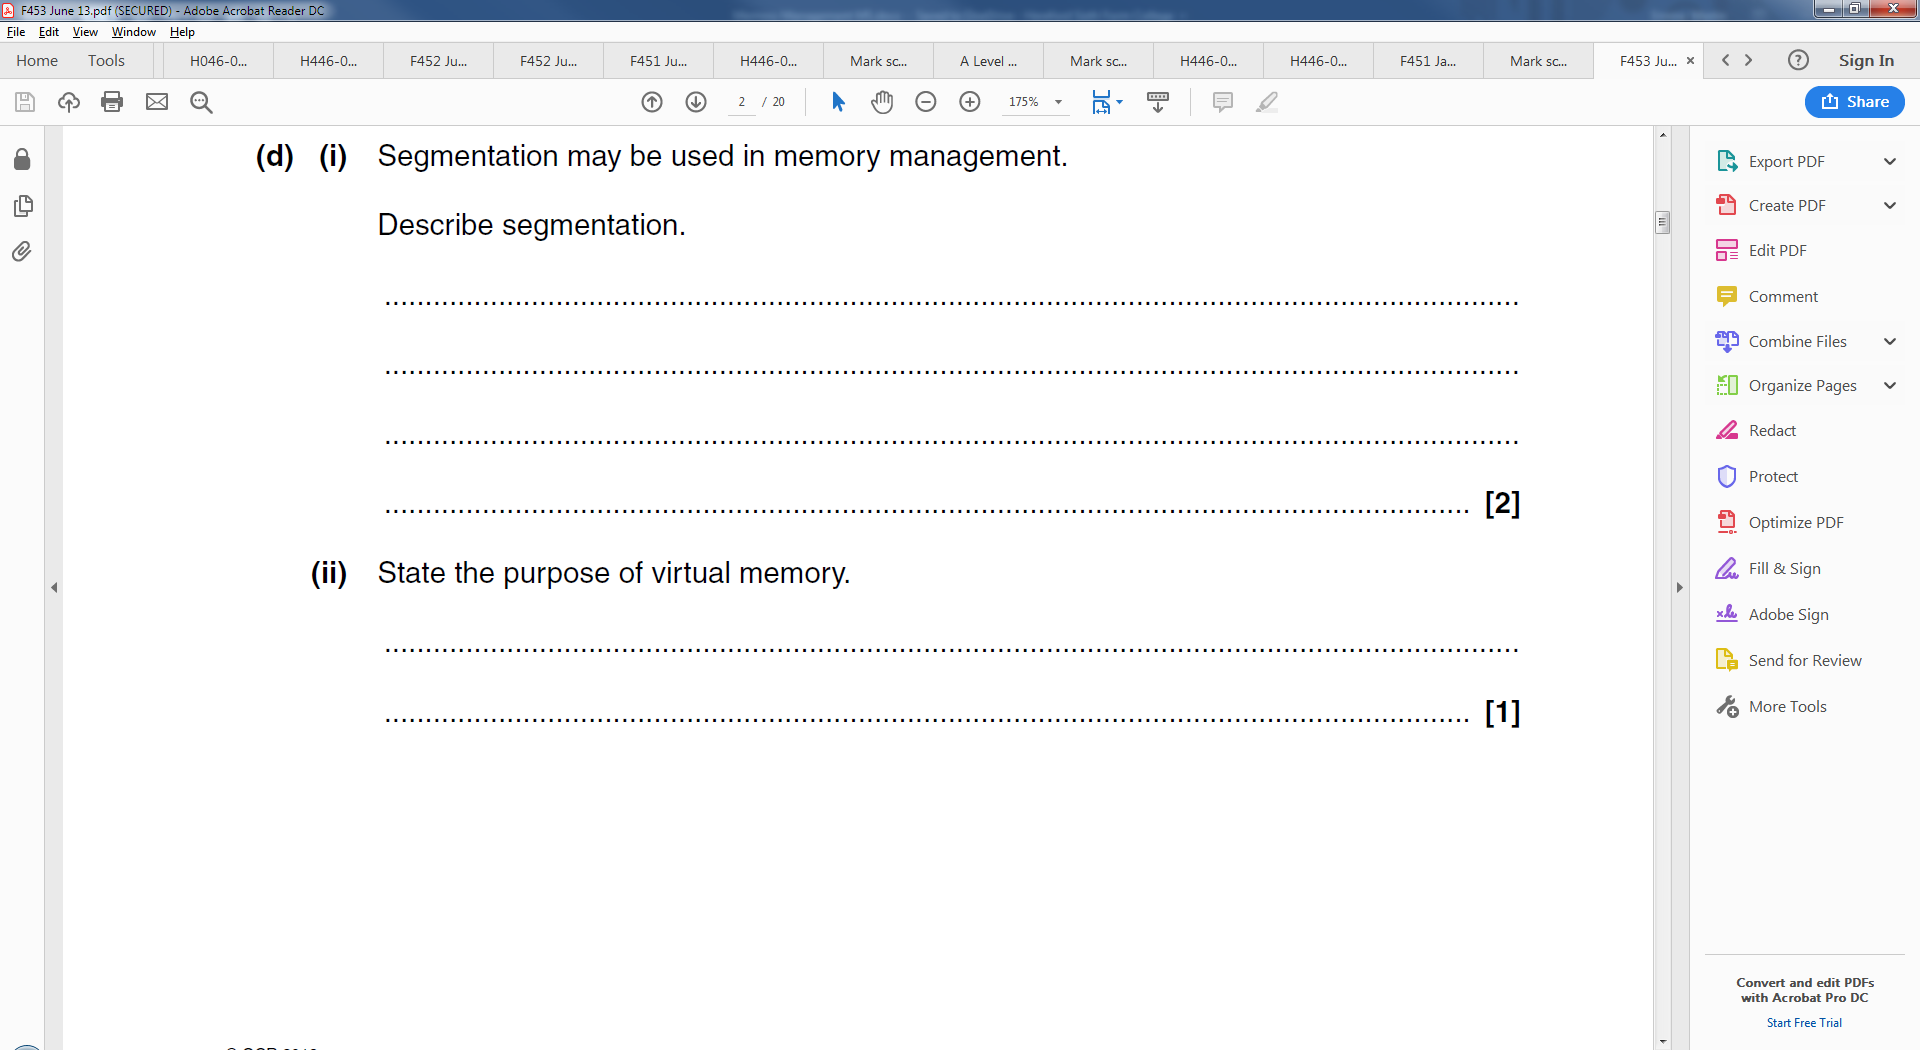 F453 June 13.pdf (SECURED) - Adobe Acrobat Reader DC
File Edit View Window Help
Home Tools H046-0... H446-0... F452 Ju... F452 Ju... F451 Ju... H446-0... Mark sc... A Level ... Mark sc... H446-0... H446-0... F451 Ja... Mark sc... F453 Ju... Sign In
2 / 20 175% Share
(d) (i) Segmentation may be used in memory management.
Describe segmentation.
[2]
(ii) State the purpose of virtual memory.
[1]
Export PDF
Create PDF
Edit PDF
Comment
Combine Files
Organize Pages
Redact
Protect
Optimize PDF
Fill & Sign
Adobe Sign
Send for Review
More Tools
Convert and edit PDFs
with Acrobat Pro DC
Start Free Trial